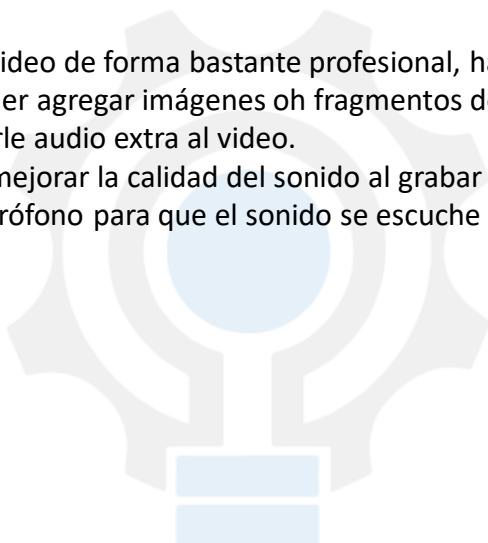 ideo de forma bastante profesional, ha
er agregar imágenes oh fragmentos d
rle audio extra al video.
mejorar la calidad del sonido al grabar
rófono para que el sonido se escuche